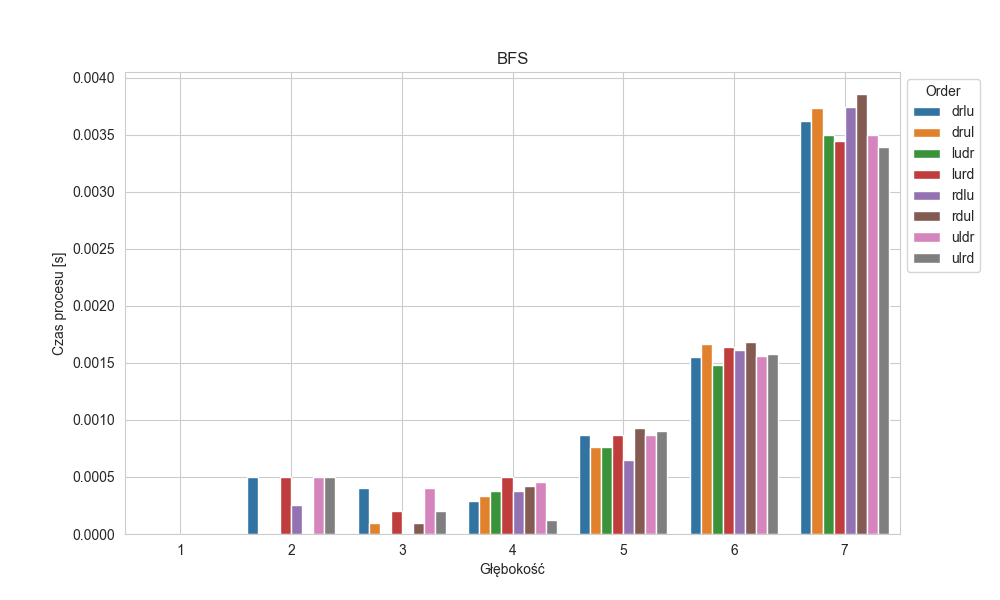 BFS
0.0040
0.0035
0.0030
0.0025
0.0020
0.0015
0.0010
0.0005
0.0000
Czas procesu [s]
1 2 3 4 5 6 7
Głębokość
Order
drlu
drul
ludr
lurd
rdlu
rdul
uldr
ulrd